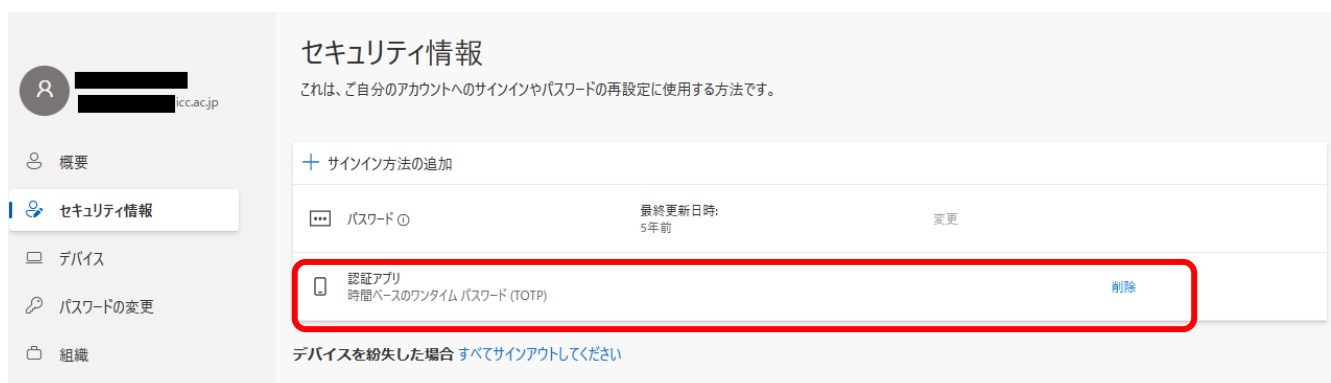 セキュリティ情報
これは、ご自分のアカウントへのサインインやパスワードの再設定に使用する方法です。
icc.ac.jp
概要
セキュリティ情報
デバイス
パスワードの変更
組織
サインイン方法の追加
パスワード
最終更新日時:
5年前
変更
認証アプリ
時間ベースのワンタイム パスワード (TOTP)
削除
デバイスを紛失した場合 すべてサインアウトしてください